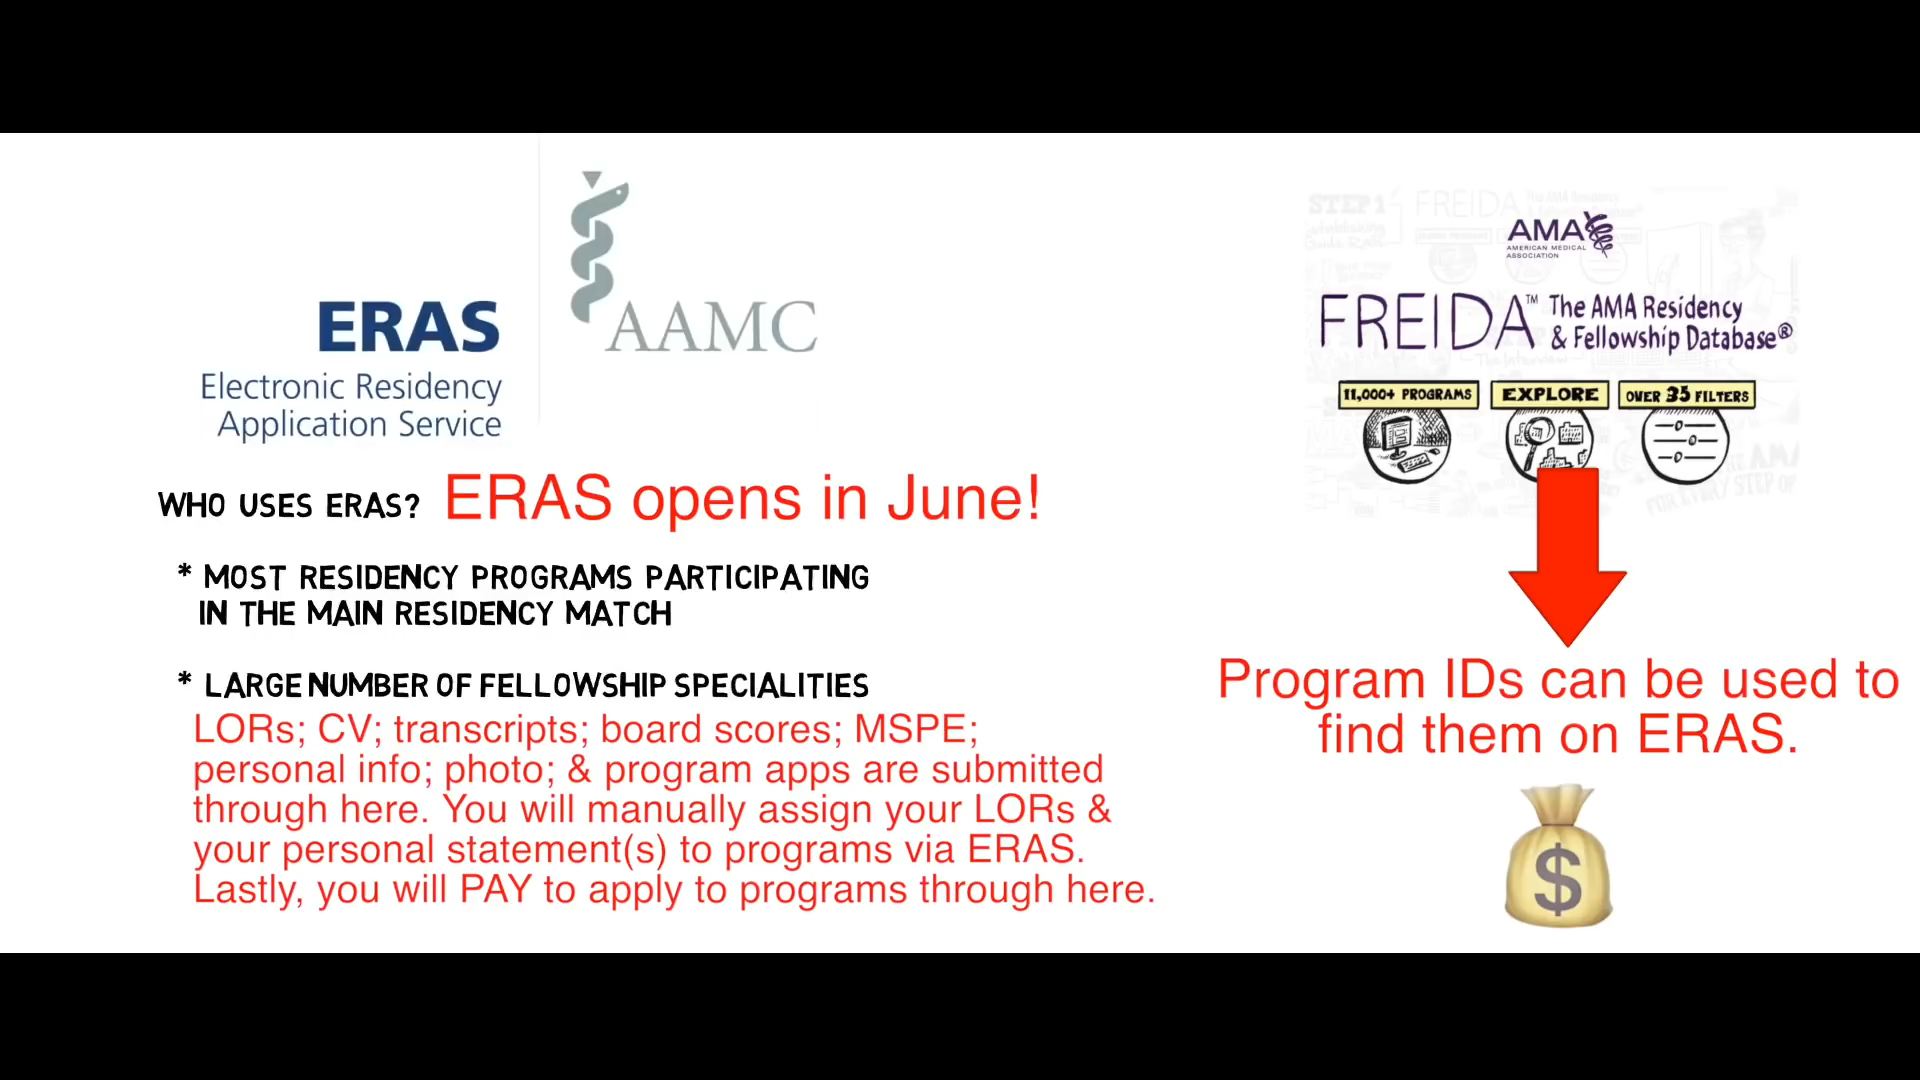 ERAS
Electronic Residency
Application Service
AAMC
WHO USES ERAS? ERAS opens in June!
* MOST RESIDENCY PROGRAMS PARTICIPATING
IN THE MAIN RESIDENCY MATCH
* LARGE NUMBER OF FELLOWSHIP SPECIALITIES
LORs; CV; transcripts; board scores; MSPE;
personal info; photo; & program apps are submitted
through here. You will manually assign your LORs &
your personal statement(s) to programs via ERAS.
Lastly, you will PAY to apply to programs through here.
STEP 1
AMA
AMERICAN MEDICAL
ASSOCIATION
FREIDA™ The AMA Residency
& Fellowship Database®
11,000+ PROGRAMS
EXPLORE
OVER 35 FILTERS
Program IDs can be used to
find them on ERAS.
$